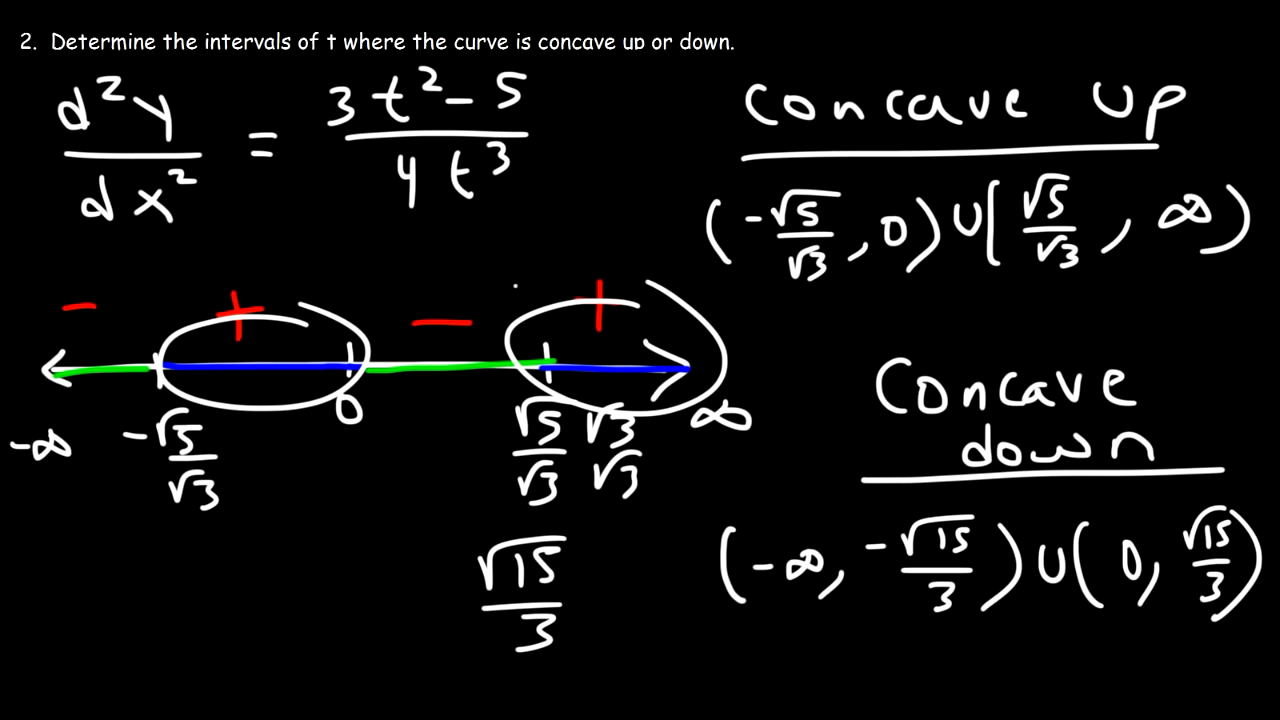 2. Determine the intervals of t where the curve is concave up or down.
d²y/dx² = (3t² - 5)/(4t³)
Concave up
(-√5/√3, 0) ∪ (√5/√3, ∞)
- + - +
-∞ -√5/√3 0 √5/√3 √3/√3 ∞
√15/3
Concave
down
(-∞, -√15/3) ∪ (0, √15/3)